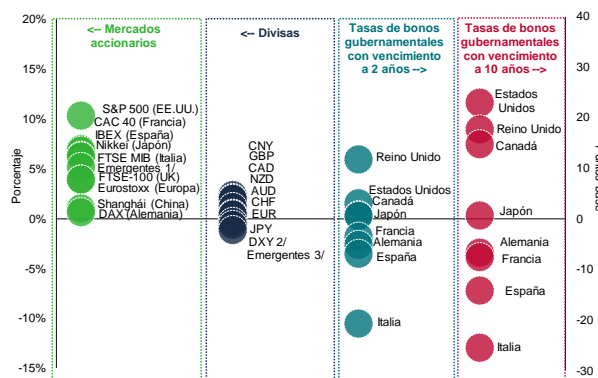 20%
15%
10%
5%
0%
-5%
-10%
-15%
Porcentaje
<-- Mercados
accionarios
S&P 500 (EE.UU.)
CAC 40 (Francia)
IBEX (España)
Nikkei (Japón)
FTSE MIB (Italia)
Emergentes 1/
FTSE-100 (UK)
Eurostoxx (Europa)
Shanghái (China)
DAX (Alemania)
<-- Divisas
CNY
GBP
CAD
NZD
AUD
CHF
EUR
JPY
DXY 2/
Emergentes 3/
Tasas de bonos
gubernamentales
con vencimiento
a 2 años -->
Reino Unido
Estados Unidos
Canadá
Japón
Francia
Alemania
España
Italia
Tasas de bonos
gubernamentales
con vencimiento
a 10 años -->
Estados
Unidos
Reino Unido
Canadá
Japón
Alemania
Francia
España
Italia
40
30
20
10
0
-10
-20
-30